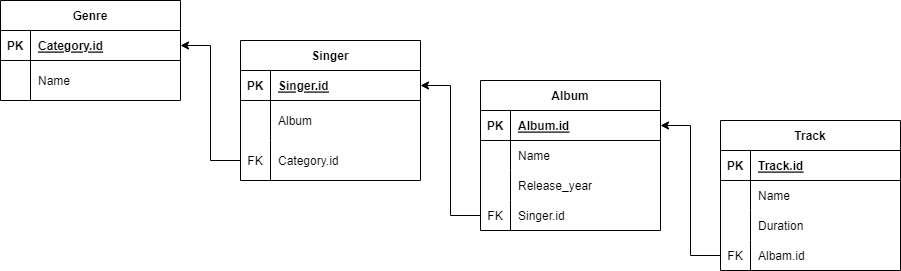 Genre
PK Category.id
Name
Singer
PK Singer.id
Album
FK Category.id
Album
PK Album.id
Name
Release_year
FK Singer.id
Track
PK Track.id
Name
Duration
FK Albam.id